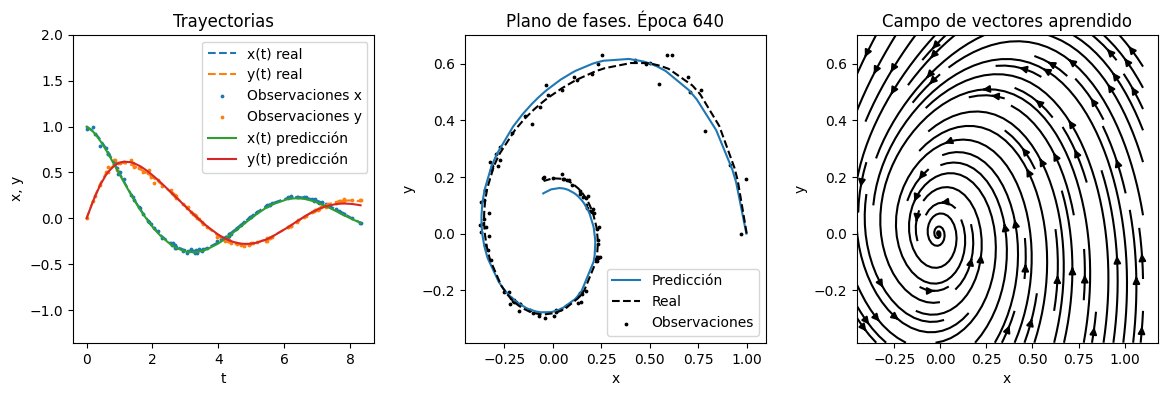 Trayectorias
2.0
1.5
1.0
0.5
0.0
−0.5
−1.0
x, y
0 2 4 6 8
t
x(t) real
y(t) real
Observaciones x
Observaciones y
x(t) predicción
y(t) predicción
Plano de fases. Época 640
0.6
0.4
0.2
0.0
−0.2
y
−0.25 0.00 0.25 0.50 0.75 1.00
x
Predicción
Real
Observaciones
Campo de vectores aprendido
0.6
0.4
0.2
0.0
−0.2
y
−0.25 0.00 0.25 0.50 0.75 1.00
x